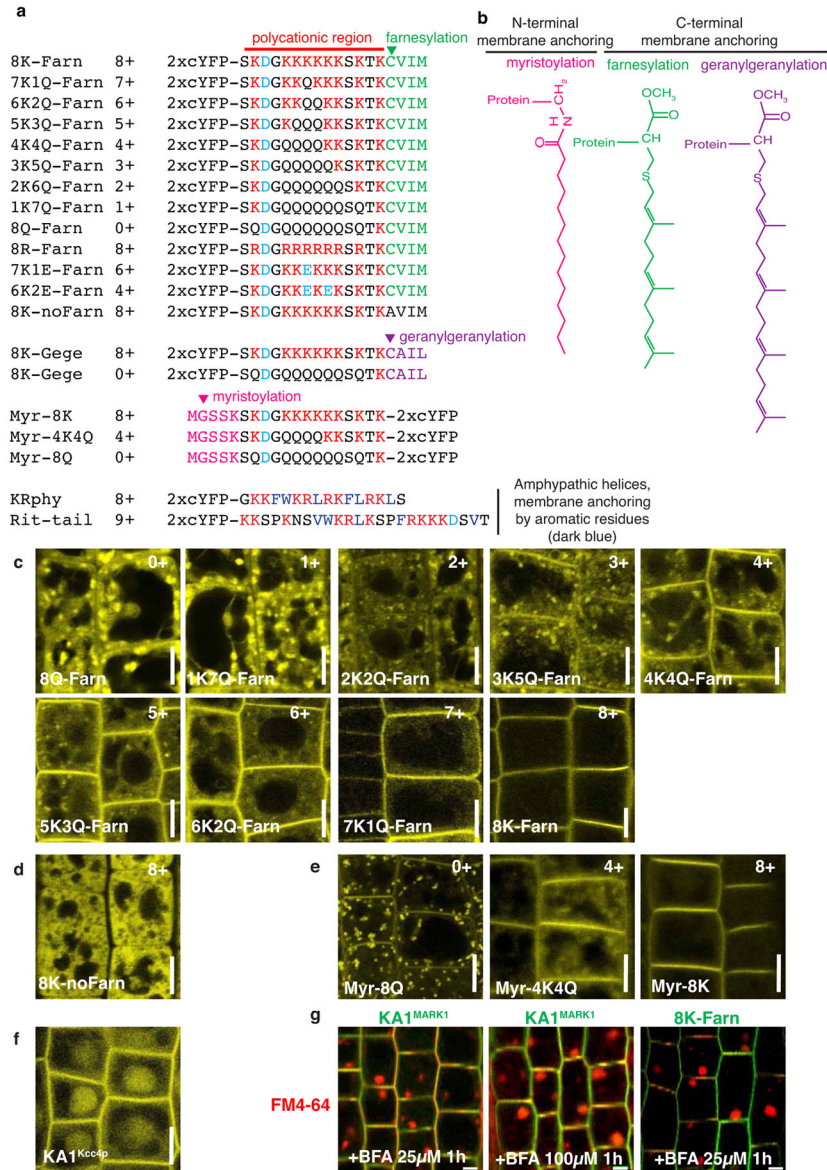 a
polycationic region farnesylation
8K-Farn 8+ 2xcYFP-SKDGKKKKKKSKTKCVIM
7K1Q-Farn 7+ 2xcYFP-SKDGKKQKKKSKTKCVIM
6K2Q-Farn 6+ 2xcYFP-SKDGKKQQKKSKTKCVIM
5K3Q-Farn 5+ 2xcYFP-SKDGKQQQKKSKTKCVIM
4K4Q-Farn 4+ 2xcYFP-SKDGQQQQKKSKTKCVIM
3K5Q-Farn 3+ 2xcYFP-SKDGQQQQQKSKTKCVIM
2K6Q-Farn 2+ 2xcYFP-SKDGQQQQQQSKTKCVIM
1K7Q-Farn 1+ 2xcYFP-SKDGQQQQQQSQTKCVIM
8Q-Farn 0+ 2xcYFP-SQDGQQQQQQSQTKCVIM
8R-Farn 8+ 2xcYFP-SRDGRRRRRRSRTKCVIM
7K1E-Farn 6+ 2xcYFP-SKDGKKEKKKSKTKCVIM
6K2E-Farn 4+ 2xcYFP-SKDGKKEKEKSKTKCVIM
8K-noFarn 8+ 2xcYFP-SKDGKKKKKKSKTKAVIM
geranylgeranylation
8K-Gege 8+ 2xcYFP-SKDGKKKKKKSKTKCAIL
8K-Gege 0+ 2xcYFP-SQDGQQQQQQSQTKCAIL
myristoylation
Myr-8K 8+ MGSSKSKDGKKKKKKSKTK-2xcYFP
Myr-4K4Q 4+ MGSSKSKDGQQQQKKSKTK-2xcYFP
Myr-8Q 0+ MGSSKSQDGQQQQQQSQTK-2xcYFP
KRphy 8+ 2xcYFP-GKKFWKRLRKFLRKLS
Rit-tail 9+ 2xcYFP-KKSPKNSVWKRLKSPFRKKKDSVT
Amphypathic helices,
membrane anchoring
by aromatic residues
(dark blue)
b
N-terminal
membrane anchoring
C-terminal
membrane anchoring
myristoylation farnesylation geranylgeranylation
Protein
CH2
H
N
O
OCH3
O
Protein
CH
S
OCH3
O
Protein
CH
S
c
0+
8Q-Farn
1+
1K7Q-Farn
2+
2K2Q-Farn
3+
3K5Q-Farn
4+
4K4Q-Farn
5+
5K3Q-Farn
6+
6K2Q-Farn
7+
7K1Q-Farn
8+
8K-Farn
d
8+
8K-noFarn
e
0+
Myr-8Q
4+
Myr-4K4Q
8+
Myr-8K
f
KA1Kcc4p
g
KA1MARK1 KA1MARK1 8K-Farn
FM4-64
+BFA 25µM 1h +BFA 100µM 1h +BFA 25µM 1h